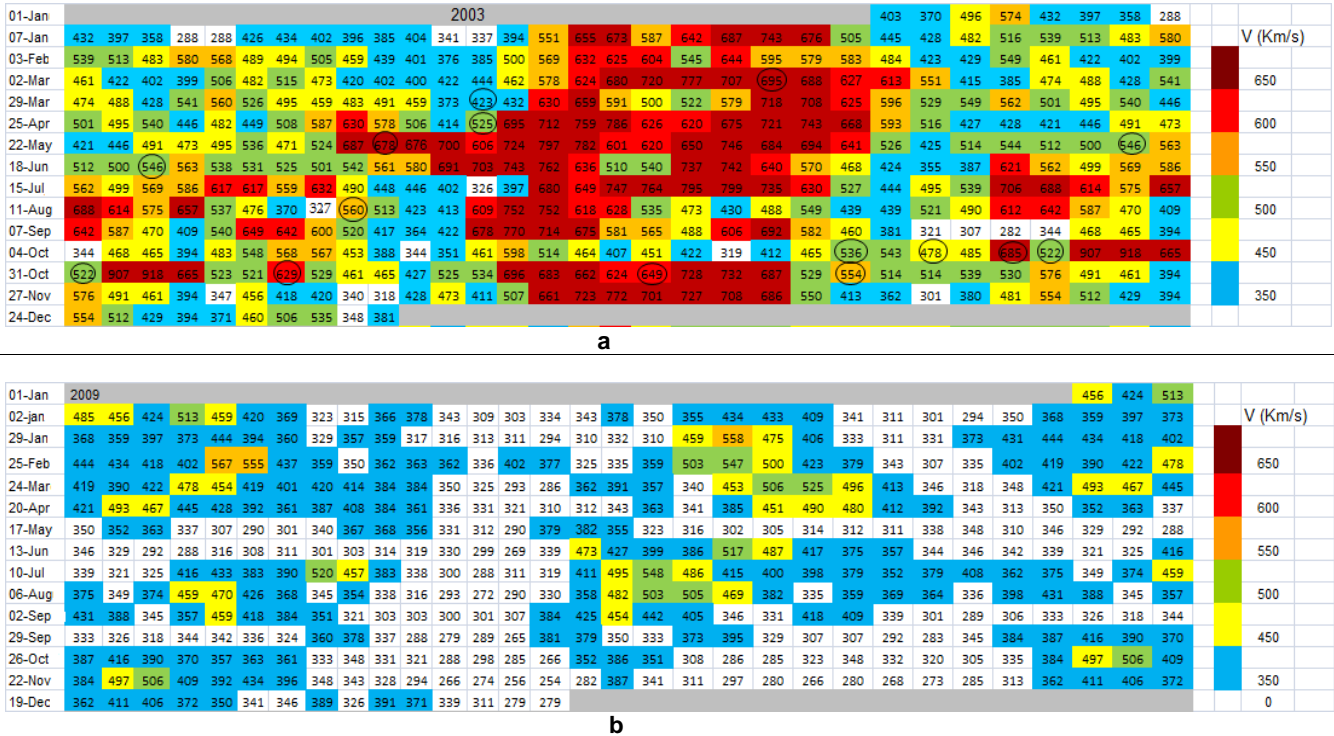 01-Jan 2003 403 370 496 574 432 397 358 288
07-Jan 432 397 358 288 288 426 434 402 396 385 404 341 337 394 551 655 673 587 642 687 743 676 505 445 428 482 516 539 513 483 580 V (Km/s)
03-Feb 539 513 483 580 568 489 494 505 459 439 401 376 385 500 569 632 625 604 545 644 595 579 583 484 423 429 549 461 422 402 399
02-Mar 461 422 402 399 506 482 515 473 420 402 400 422 444 462 578 624 680 720 777 707 695 688 627 613 551 415 385 474 488 428 541 650
29-Mar 474 488 428 541 560 526 495 459 483 491 459 373 423 432 630 659 591 500 522 579 718 708 625 596 529 549 562 501 495 540 446
25-Apr 501 495 540 446 482 449 508 587 630 578 506 414 525 695 712 759 786 626 620 675 721 743 668 593 516 427 428 421 446 491 473 600
22-May 421 446 491 473 495 536 471 524 687 678 676 700 606 724 797 782 601 620 650 746 684 694 641 526 425 514 544 512 500 546 563
18-Jun 512 500 546 563 538 531 525 501 542 561 580 691 703 743 762 636 510 540 737 742 640 570 468 424 355 387 621 562 499 569 586 550
15-Jul 562 499 569 586 617 617 559 632 490 448 446 402 326 397 680 649 747 764 795 799 735 630 527 444 495 539 706 688 614 575 657
11-Aug 688 614 575 657 537 476 370 327 560 513 423 413 609 752 752 618 628 535 473 430 488 549 439 439 521 490 612 642 587 470 409 500
07-Sep 642 587 470 409 540 649 642 600 520 417 364 422 678 770 714 675 581 565 488 606 692 582 460 381 321 307 282 344 468 465 394
04-Oct 344 468 465 394 483 548 568 567 453 388 344 351 461 598 514 464 407 451 422 319 412 465 536 543 478 485 685 522 907 918 665 450
31-Oct 522 907 918 665 523 521 629 529 461 465 427 525 534 696 683 662 624 649 728 732 687 529 554 514 514 539 530 576 491 461 394
27-Nov 576 491 461 394 347 456 418 420 340 318 428 473 411 507 661 723 772 701 727 708 686 550 413 362 301 380 481 554 512 429 394 350
24-Dec 554 512 429 394 371 460 506 535 348 381
a
01-Jan 2009 456 424 513
02-jan 485 456 424 513 459 420 369 323 315 366 378 343 309 303 334 343 378 350 355 434 433 409 341 311 301 294 350 368 359 397 373 V (Km/s)
29-Jan 368 359 397 373 444 394 360 329 357 359 317 316 313 311 294 310 332 310 459 558 475 406 333 311 331 373 431 444 434 418 402
25-Feb 444 434 418 402 567 555 437 359 350 362 363 362 336 402 377 325 335 359 503 547 500 423 379 343 307 335 402 419 390 422 478 650
24-Mar 419 390 422 478 454 419 401 420 414 384 384 350 325 293 286 362 391 357 340 453 506 525 496 413 346 318 348 421 493 467 445
20-Apr 421 493 467 445 428 392 361 387 408 384 361 336 331 321 310 312 343 363 341 385 451 490 480 412 392 343 313 350 352 363 337 600
17-May 350 352 363 337 307 290 301 340 367 368 356 331 312 290 379 382 355 323 316 302 305 314 312 311 338 348 310 346 329 292 288
13-Jun 346 329 292 288 316 308 311 301 303 314 319 330 299 269 339 473 427 399 386 517 487 417 375 357 344 346 342 339 321 325 416 550
10-Jul 339 321 325 416 433 383 390 520 457 383 338 300 288 311 319 411 495 548 486 415 400 398 379 352 379 408 362 375 349 374 459
06-Aug 375 349 374 459 470 426 368 345 354 338 316 293 272 290 330 358 482 503 505 469 382 335 359 369 364 336 398 431 388 345 357 500
02-Sep 431 388 345 357 459 418 384 351 321 303 303 300 301 307 384 425 454 442 405 346 331 418 409 339 301 289 306 333 326 318 344
29-Sep 333 326 318 344 342 336 324 360 378 337 288 279 289 265 381 379 350 333 373 395 329 307 307 292 283 345 384 387 416 390 370 450
26-Oct 387 416 390 370 357 363 361 333 348 331 321 288 298 285 266 352 386 351 308 286 285 323 348 332 320 305 335 384 497 506 409
22-Nov 384 497 506 409 392 434 396 348 343 328 294 266 274 256 254 282 387 341 311 297 280 266 280 268 273 285 313 362 411 406 372 350
19-Dec 362 411 406 372 350 341 346 389 326 391 371 339 311 279 279 0
b